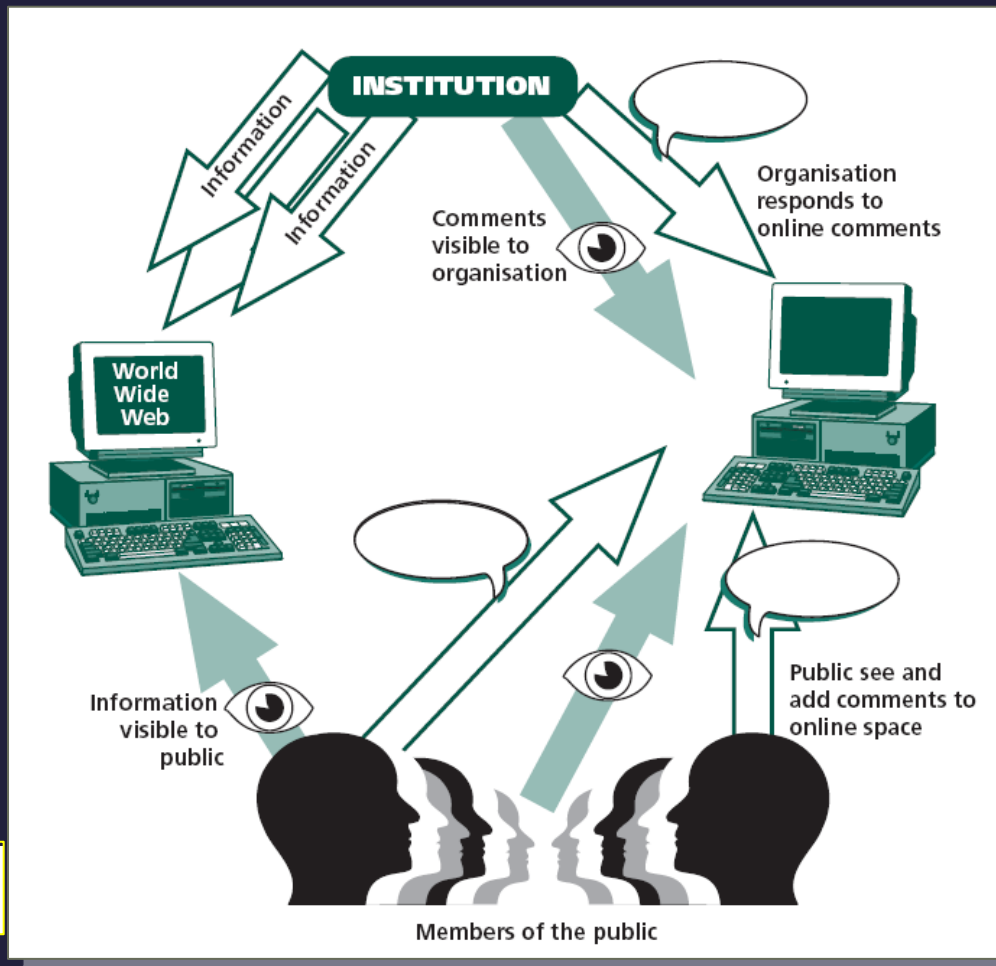 INSTITUTION
Information
Information
Organisation
responds to
online comments
Comments
visible to
organisation
World
Wide
Web
Information
visible to
public
Public see and
add comments to
online space
Members of the public